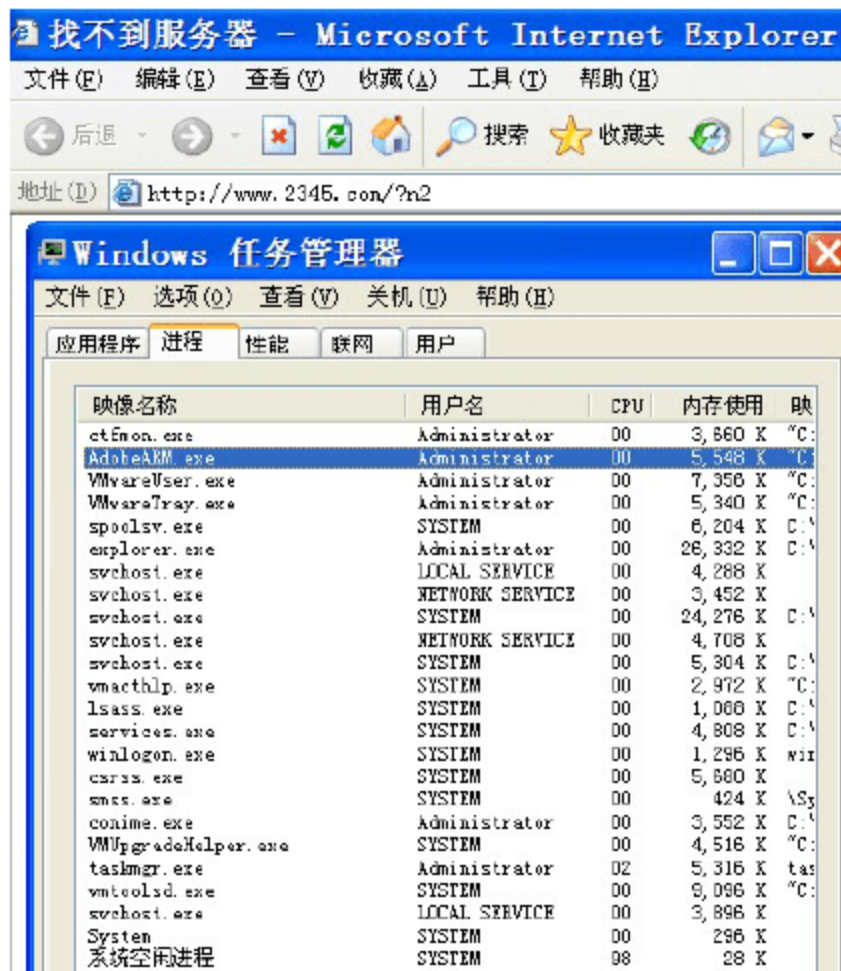 找不到服务器 - Microsoft Internet Explorer
文件(F) 编辑(E) 查看(V) 收藏(A) 工具(T) 帮助(H)
后退 搜索 收藏夹
地址(D) http://www.2345.com/?n2
Windows 任务管理器
文件(F) 选项(O) 查看(V) 关机(U) 帮助(H)
应用程序 进程 性能 联网 用户
映像名称 用户名 CPU 内存使用 映
ctfmon.exe Administrator 00 3,660 K "C:
AdobeARM.exe Administrator 00 5,548 K "C:
VMwareUser.exe Administrator 00 7,356 K "C:
VMwareTray.exe Administrator 00 5,340 K "C:
spoolsv.exe SYSTEM 00 6,204 K C:\
explorer.exe Administrator 00 26,332 K C:\
svchost.exe LOCAL SERVICE 00 4,288 K
svchost.exe NETWORK SERVICE 00 3,452 K
svchost.exe SYSTEM 00 24,276 K C:\
svchost.exe NETWORK SERVICE 00 4,708 K
svchost.exe SYSTEM 00 5,304 K C:\
vmacthlp.exe SYSTEM 00 2,972 K "C:
lsass.exe SYSTEM 00 1,088 K C:\
services.exe SYSTEM 00 4,808 K C:\
winlogon.exe SYSTEM 00 1,296 K win
csrss.exe SYSTEM 00 5,680 K
smss.exe SYSTEM 00 424 K \Sy
conime.exe Administrator 00 3,552 K C:\
VMUpgradeHelper.exe SYSTEM 00 4,516 K "C:
taskmgr.exe Administrator 02 5,316 K tas
vmtoolsd.exe SYSTEM 00 9,096 K "C:
svchost.exe LOCAL SERVICE 00 3,896 K
System SYSTEM 00 296 K
系统空闲进程 SYSTEM 98 28 K